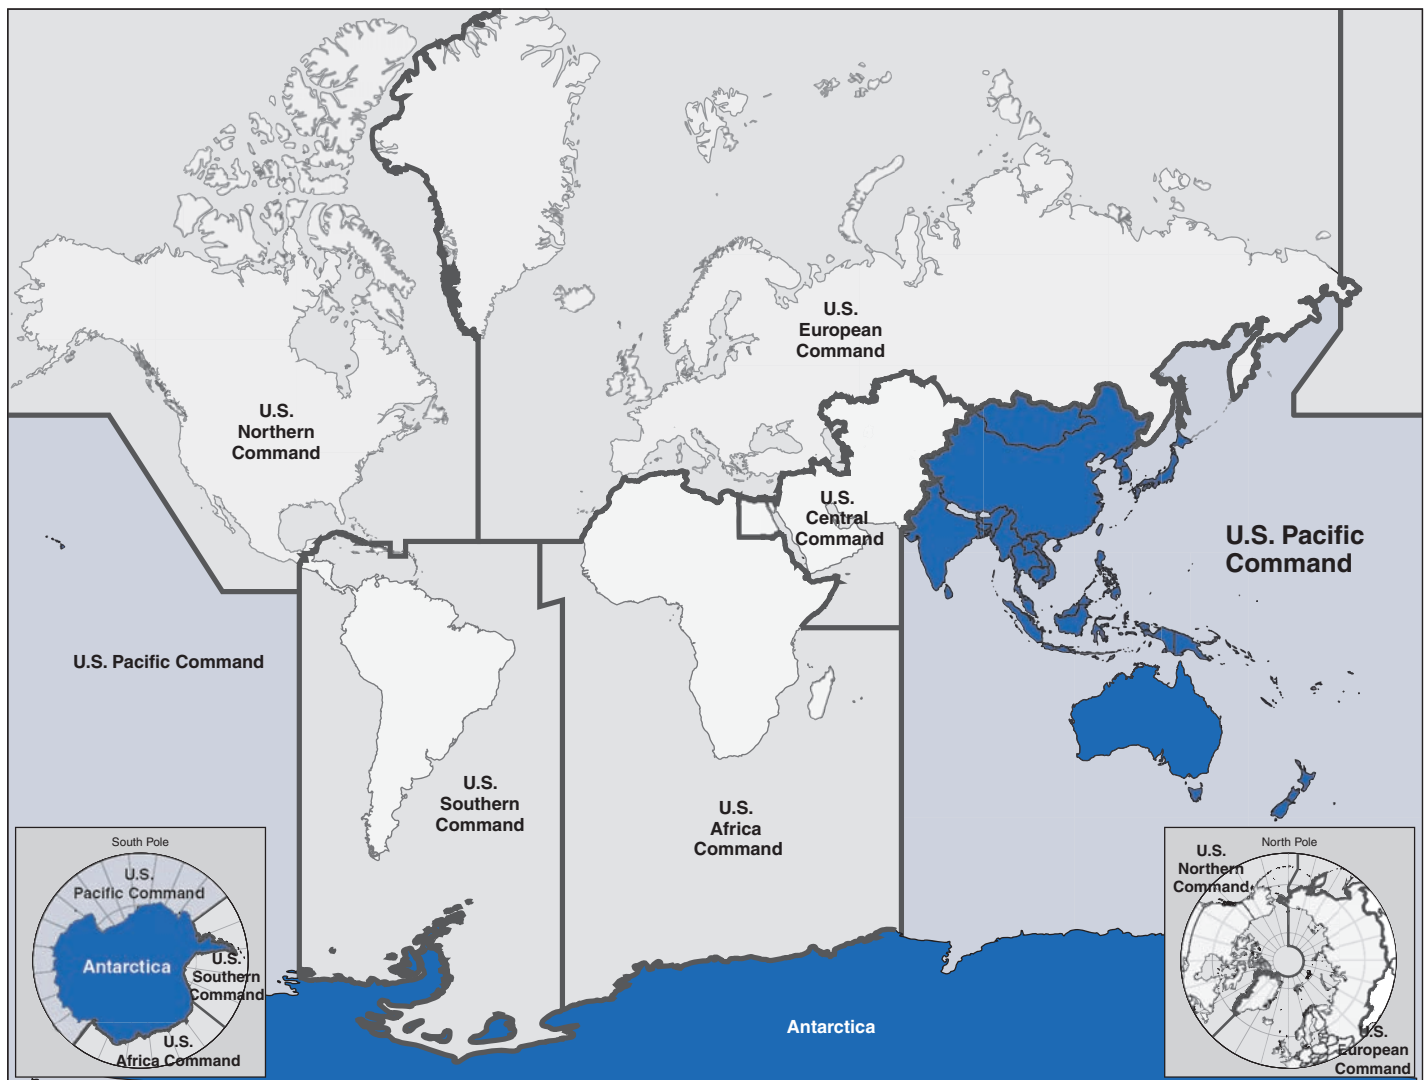 U.S.
European
Command
U.S.
Northern
Command
U.S.
Central
Command
U.S. Pacific
Command
U.S. Pacific Command
U.S.
Southern
Command
U.S.
Africa
Command
Antarctica
South Pole
U.S.
Pacific Command
Antarctica
U.S.
Southern
Command
U.S.
Africa Command
North Pole
U.S.
Northern
Command
U.S.
European
Command